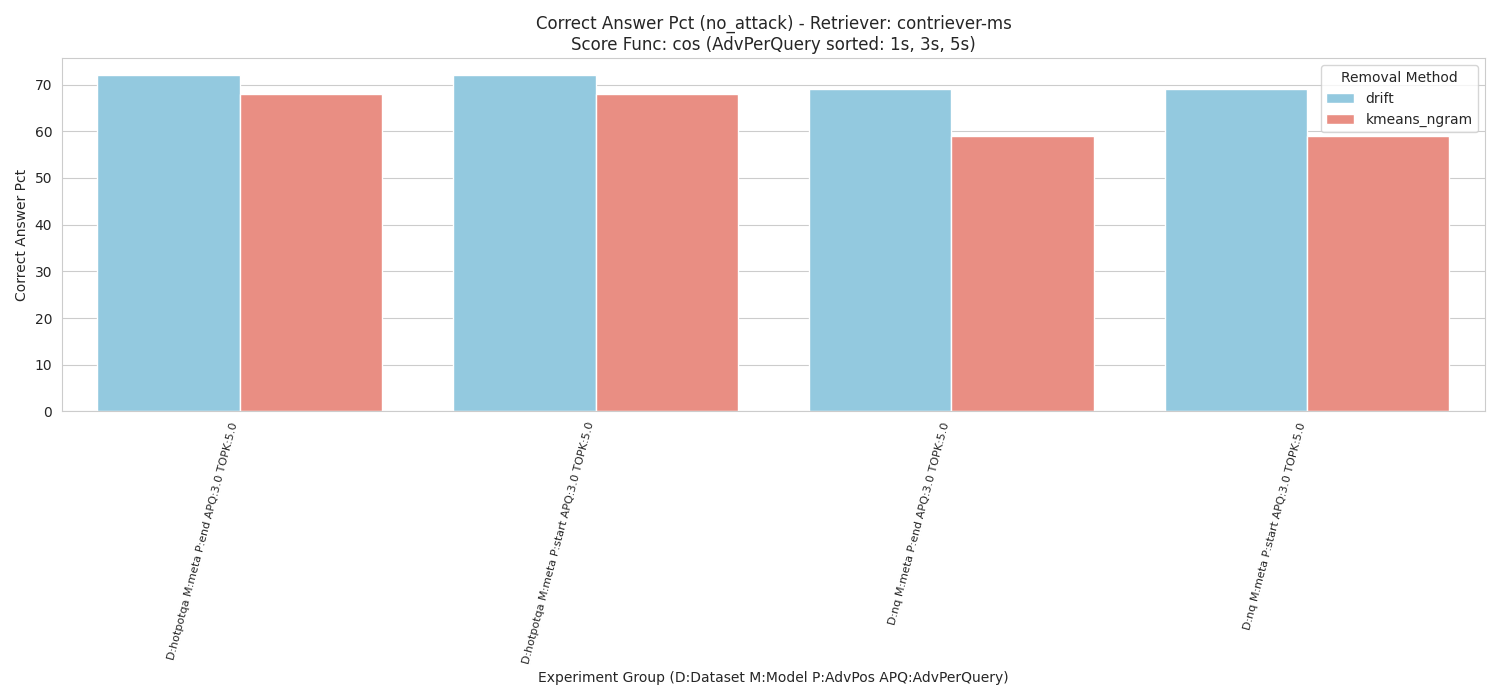 Correct Answer Pct (no_attack) - Retriever: contriever-ms
Score Func: cos (AdvPerQuery sorted: 1s, 3s, 5s)
Removal Method
drift
kmeans_ngram
Correct Answer Pct
70
60
50
40
30
20
10
0
D:hotpotqa M:meta P:end APQ:3.0 TOPK:5.0
D:hotpotqa M:meta P:start APQ:3.0 TOPK:5.0
D:nq M:meta P:end APQ:3.0 TOPK:5.0
D:nq M:meta P:start APQ:3.0 TOPK:5.0
Experiment Group (D:Dataset M:Model P:AdvPos APQ:AdvPerQuery)